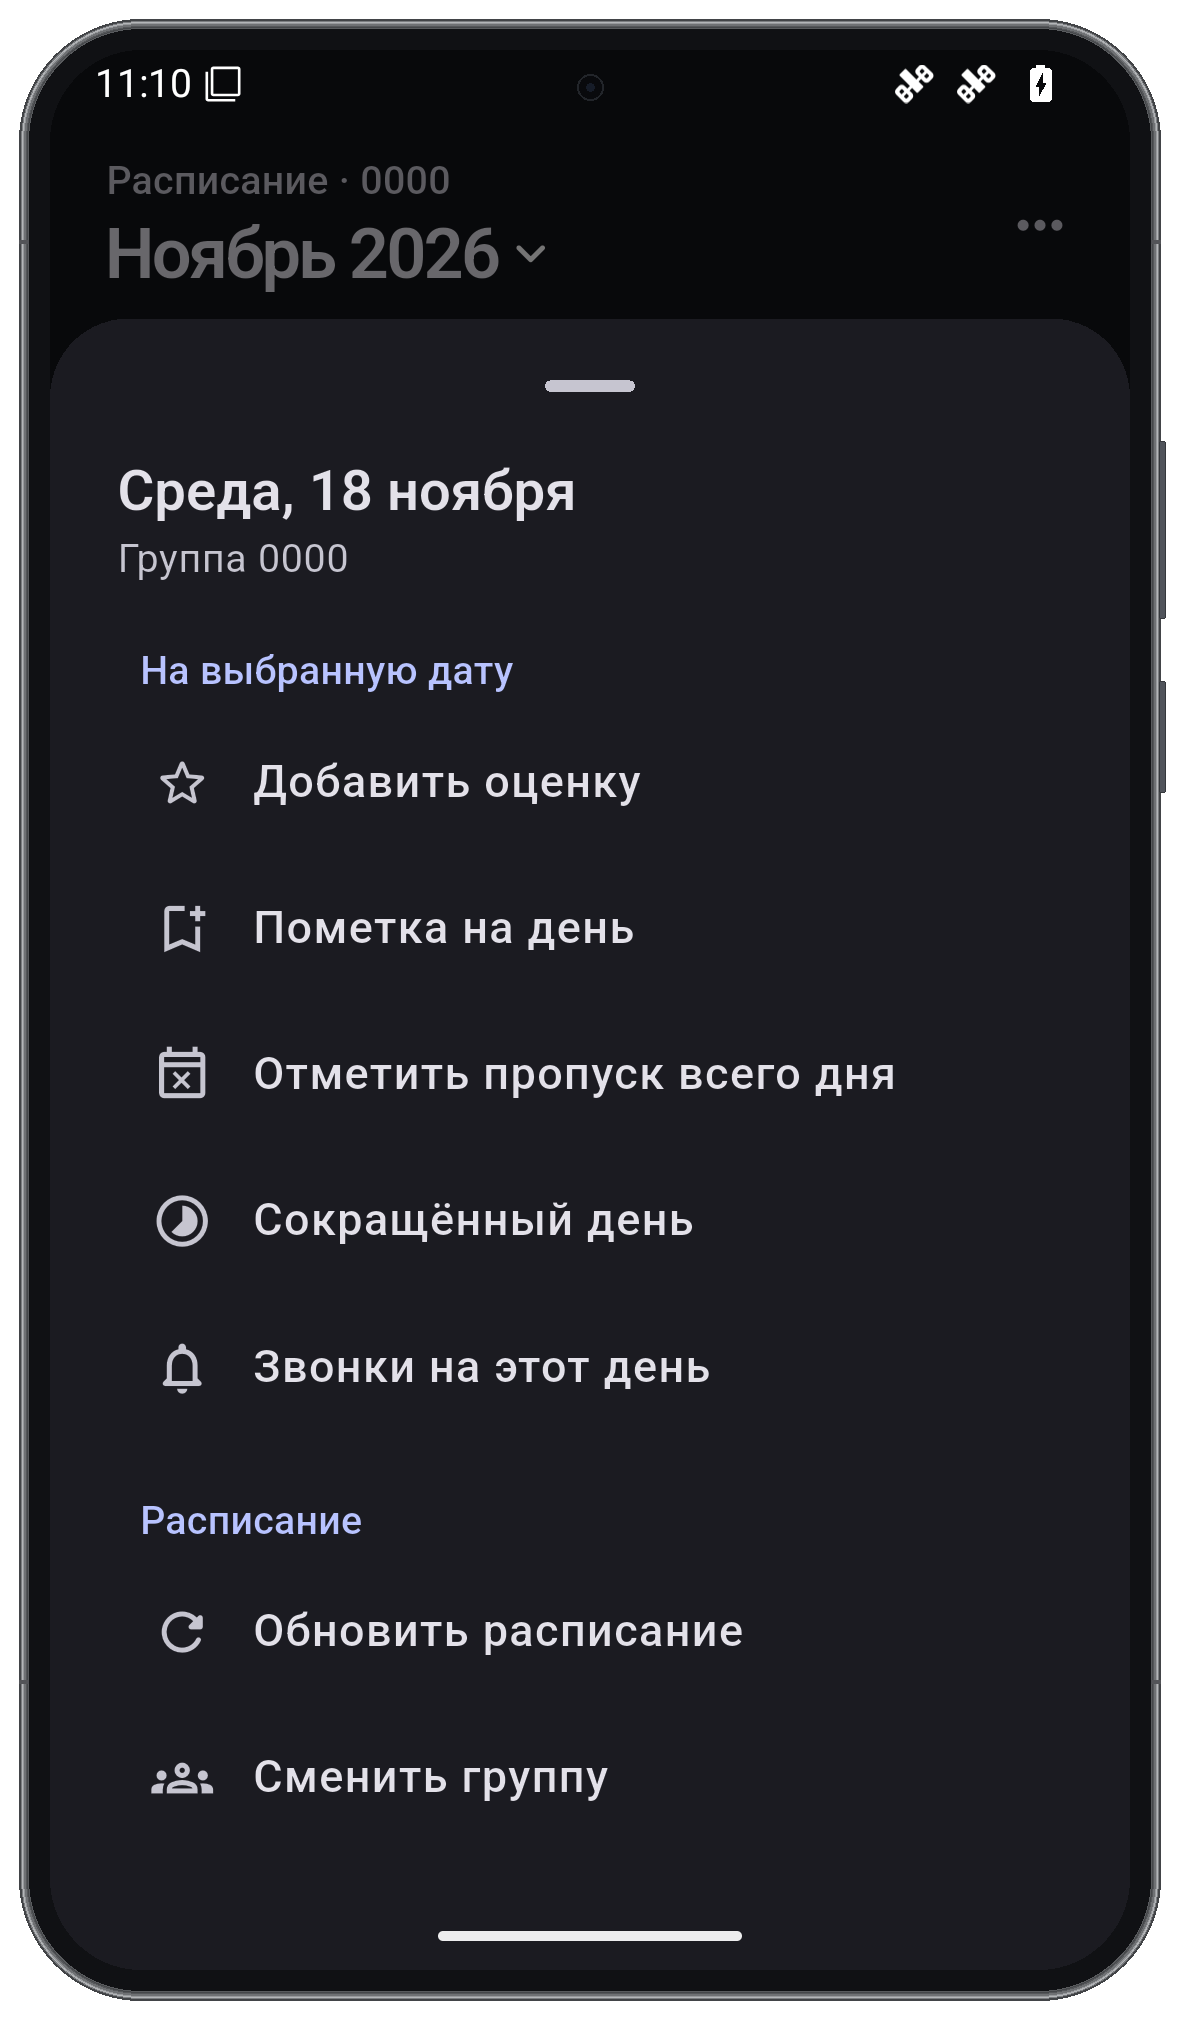 11:10
Расписание · 0000
Ноябрь 2026
Среда, 18 ноября
Группа 0000
На выбранную дату
Добавить оценку
Пометка на день
Отметить пропуск всего дня
Сокращённый день
Звонки на этот день
Расписание
Обновить расписание
Сменить группу